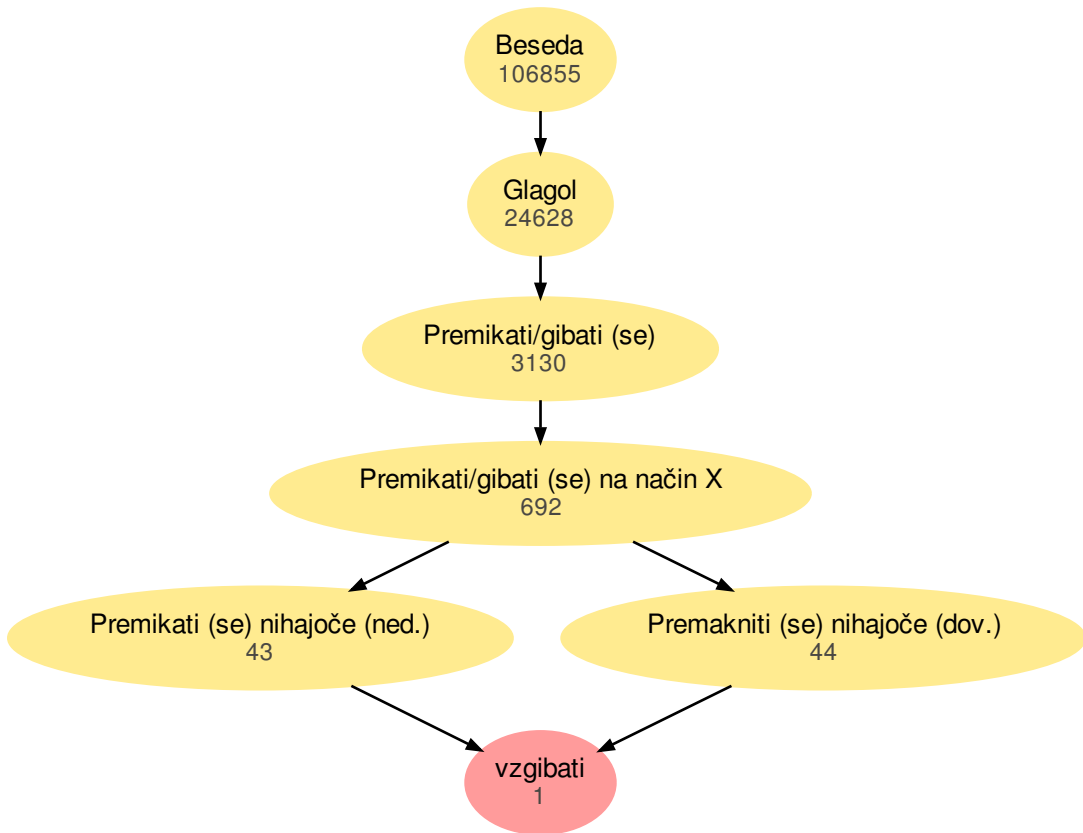 Beseda
106855
Glagol
24628
Premikati/gibati (se)
3130
Premikati/gibati (se) na način X
692
Premikati (se) nihajoče (ned.)
43
Premakniti (se) nihajoče (dov.)
44
vzgibati
1